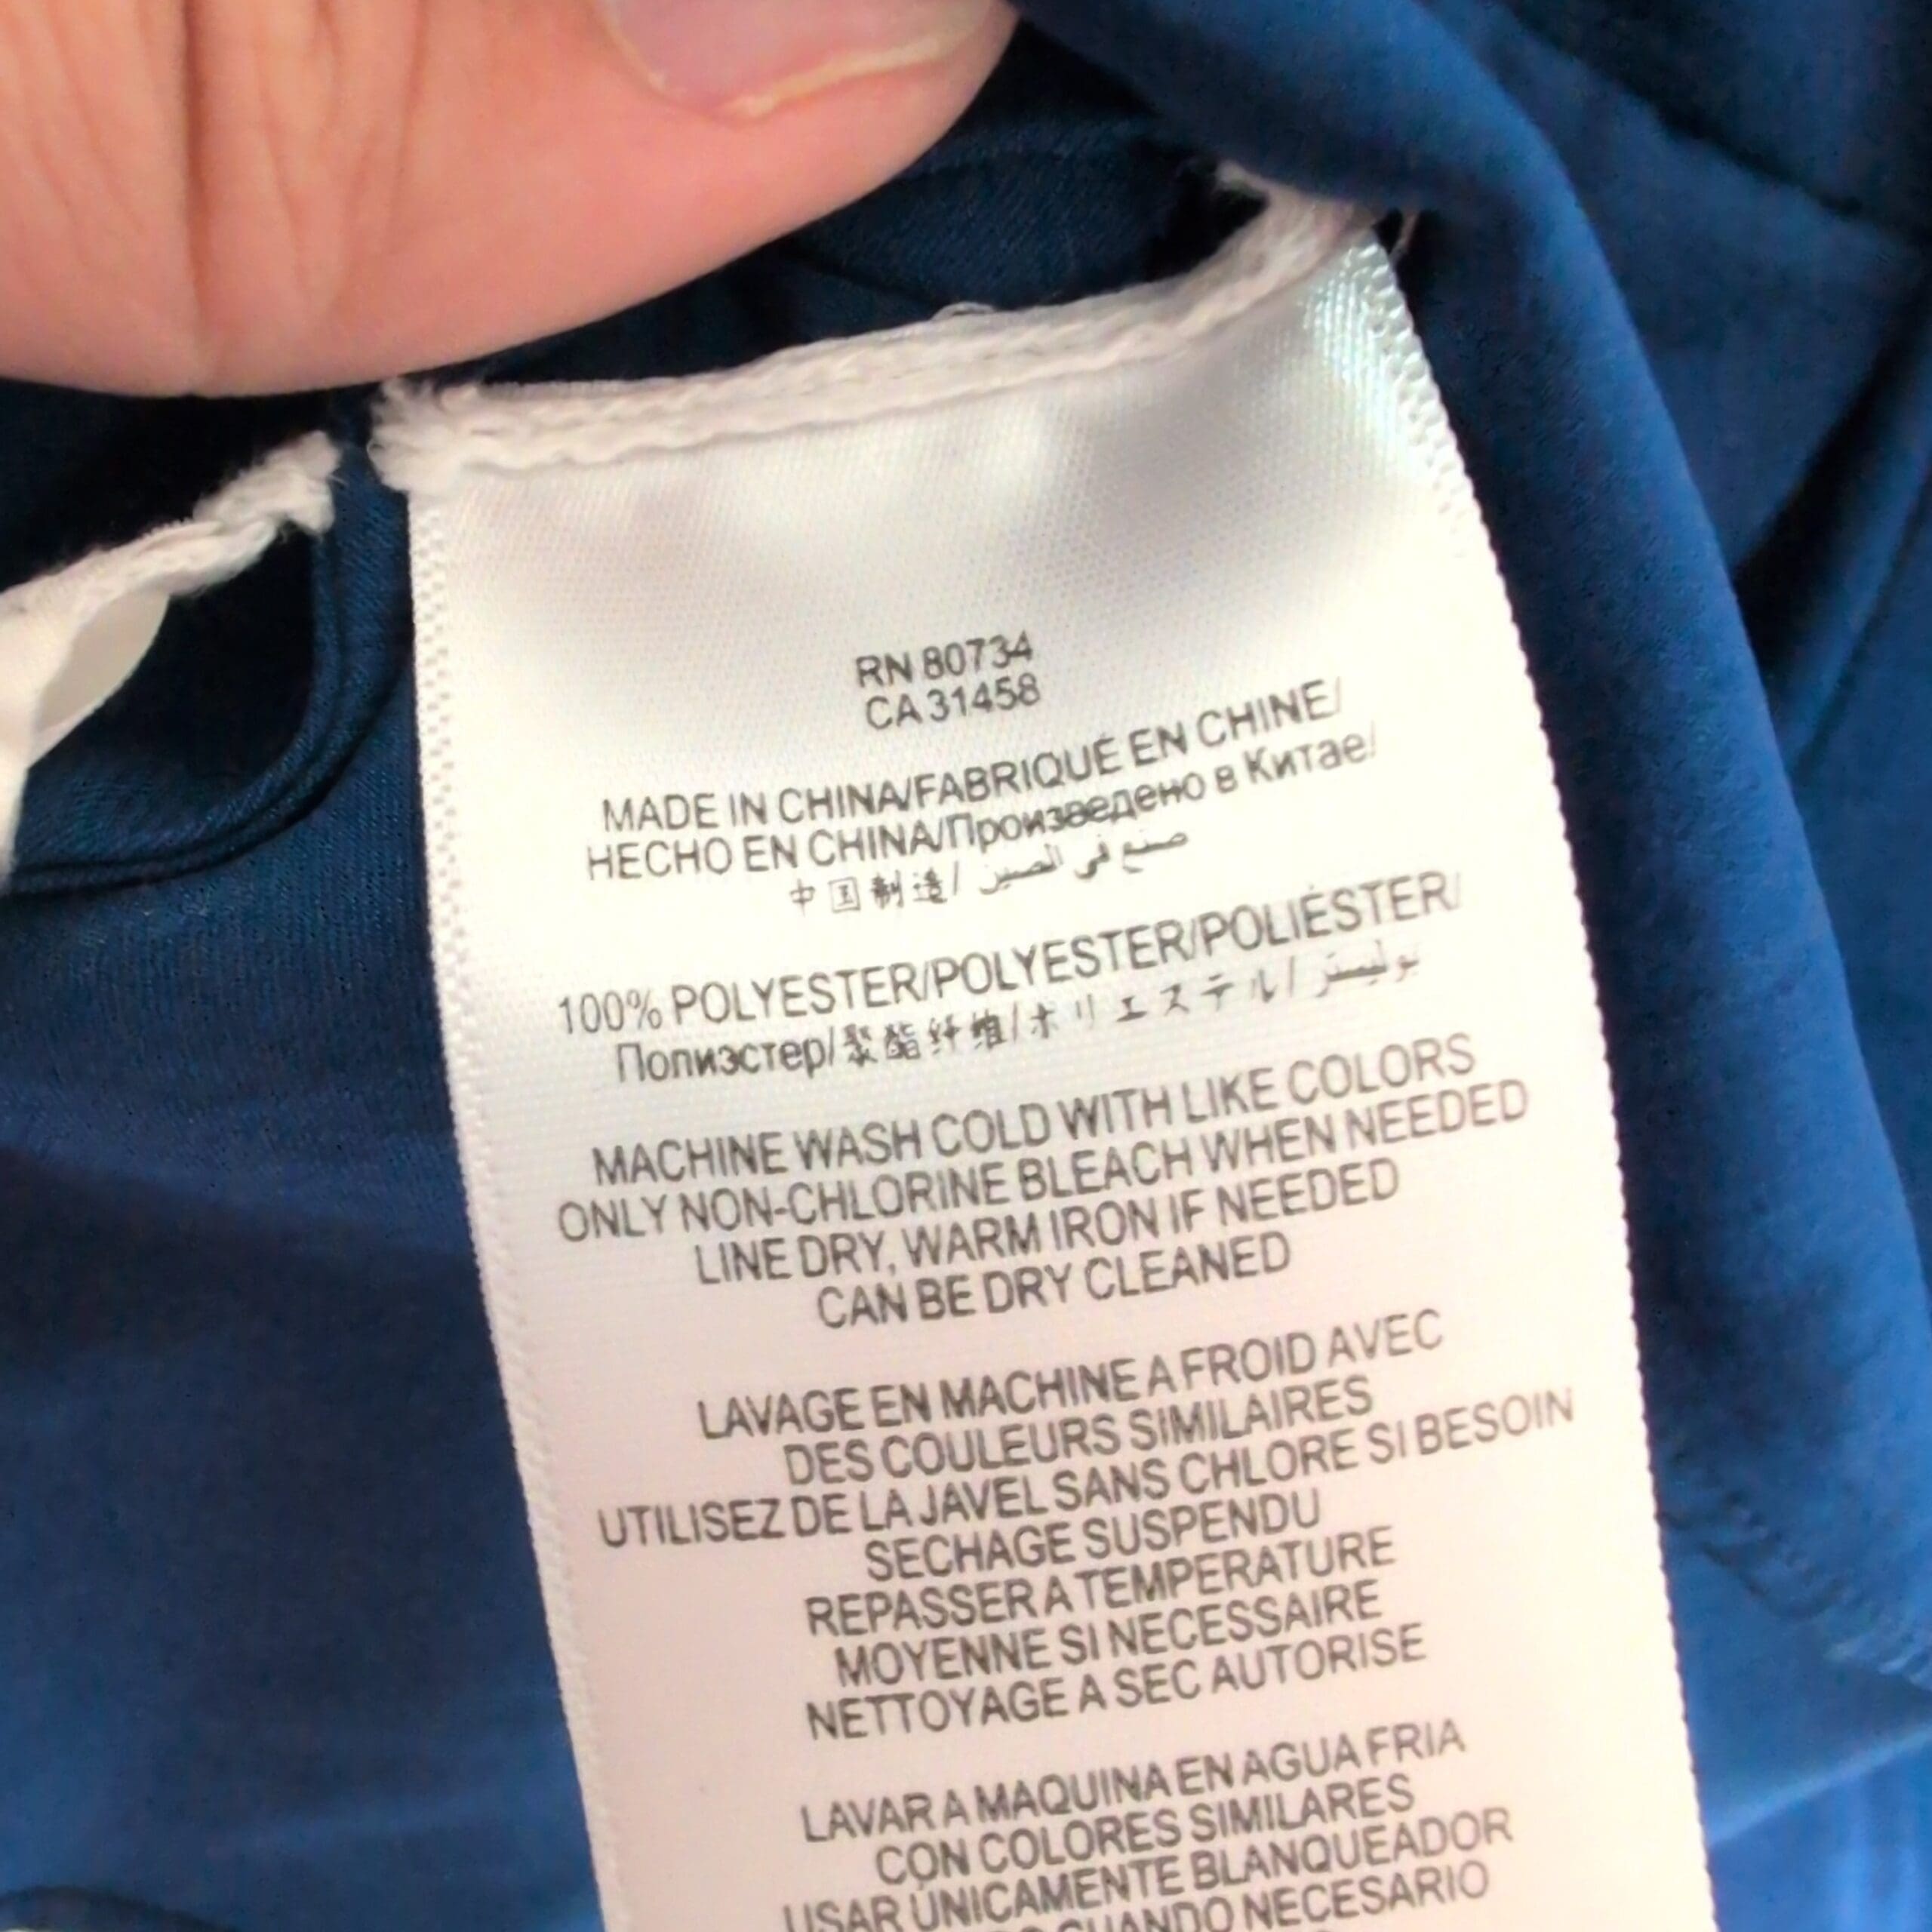 RN 80734
CA 31458
MADE IN CHINA/FABRIQUÉ EN CHINE/
HECHO EN CHINA/Произведено в Китае/
中国制造/ صنع في الصين
100% POLYESTER/POLYESTER/POLIÉSTER/
Полиэстер/聚酯纤维/ポリエステル/ بوليستر
MACHINE WASH COLD WITH LIKE COLORS
ONLY NON-CHLORINE BLEACH WHEN NEEDED
LINE DRY, WARM IRON IF NEEDED
CAN BE DRY CLEANED
LAVAGE EN MACHINE A FROID AVEC
DES COULEURS SIMILAIRES
UTILISEZ DE LA JAVEL SANS CHLORE SI BESOIN
SECHAGE SUSPENDU
REPASSER A TEMPERATURE
MOYENNE SI NECESSAIRE
NETTOYAGE A SEC AUTORISE
LAVAR A MAQUINA EN AGUA FRIA
CON COLORES SIMILARES
USAR ÚNICAMENTE BLANQUEADOR
CUANDO NECESARIO